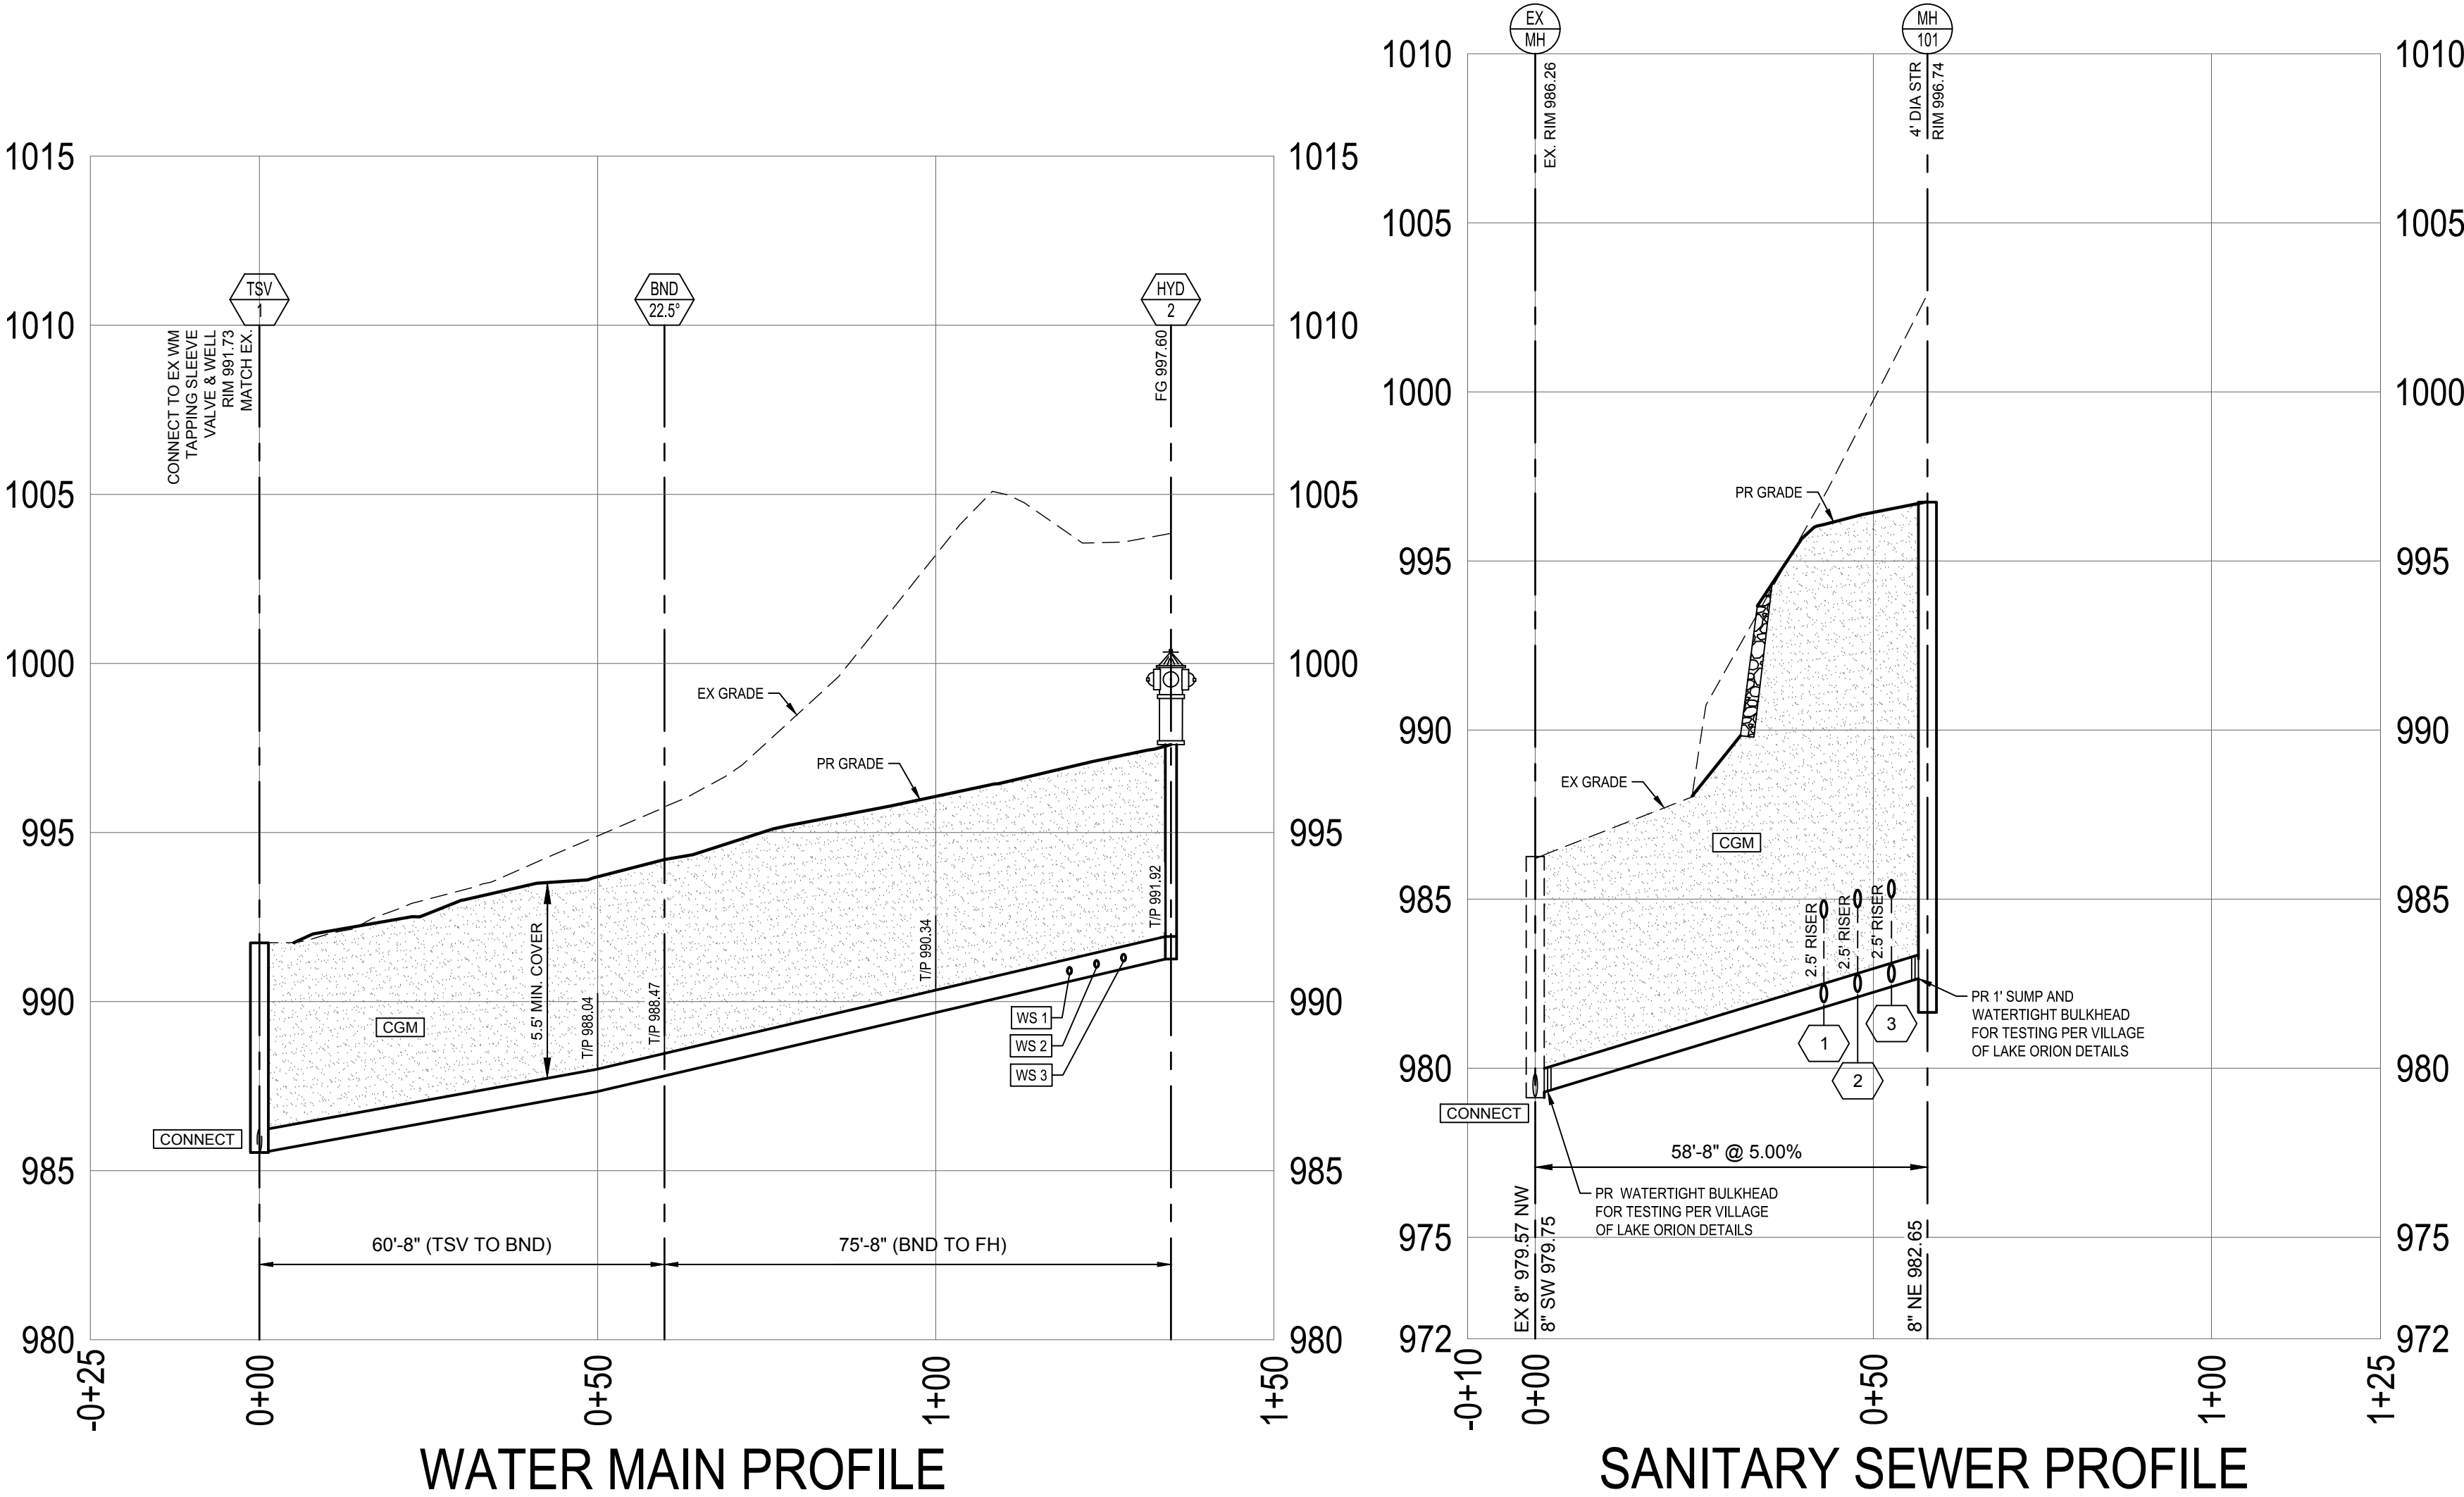 TSV
1
CONNECT TO EX WM
TAPPING SLEEVE
VALVE & WELL
RIM 991.73
MATCH EX.
BND
22.5°
HYD
2
FG 997.60
1015
1010
1005
1000
995
990
985
980
1015
1010
1005
1000
995
990
985
980
EX GRADE
PR GRADE
5.5' MIN. COVER
T/P 988.04
T/P 988.47
T/P 990.34
T/P 991.92
CGM
CONNECT
WS 1
WS 2
WS 3
60'-8" (TSV TO BND)
75'-8" (BND TO FH)
-0+25
0+00
0+50
1+00
1+50
WATER MAIN PROFILE
EX
MH
EX. RIM 986.26
MH
101
4' DIA STR
RIM 996.74
1010
1005
1000
995
990
985
980
975
972
1010
1005
1000
995
990
985
980
975
972
PR GRADE
EX GRADE
CGM
2.5' RISER
2.5' RISER
2.5' RISER
1
2
3
PR 1' SUMP AND
WATERTIGHT BULKHEAD
FOR TESTING PER VILLAGE
OF LAKE ORION DETAILS
CONNECT
58'-8" @ 5.00%
PR WATERTIGHT BULKHEAD
FOR TESTING PER VILLAGE
OF LAKE ORION DETAILS
EX 8" 979.57 NW
8" SW 979.75
8" NE 982.65
-0+10
0+00
0+50
1+00
1+25
SANITARY SEWER PROFILE